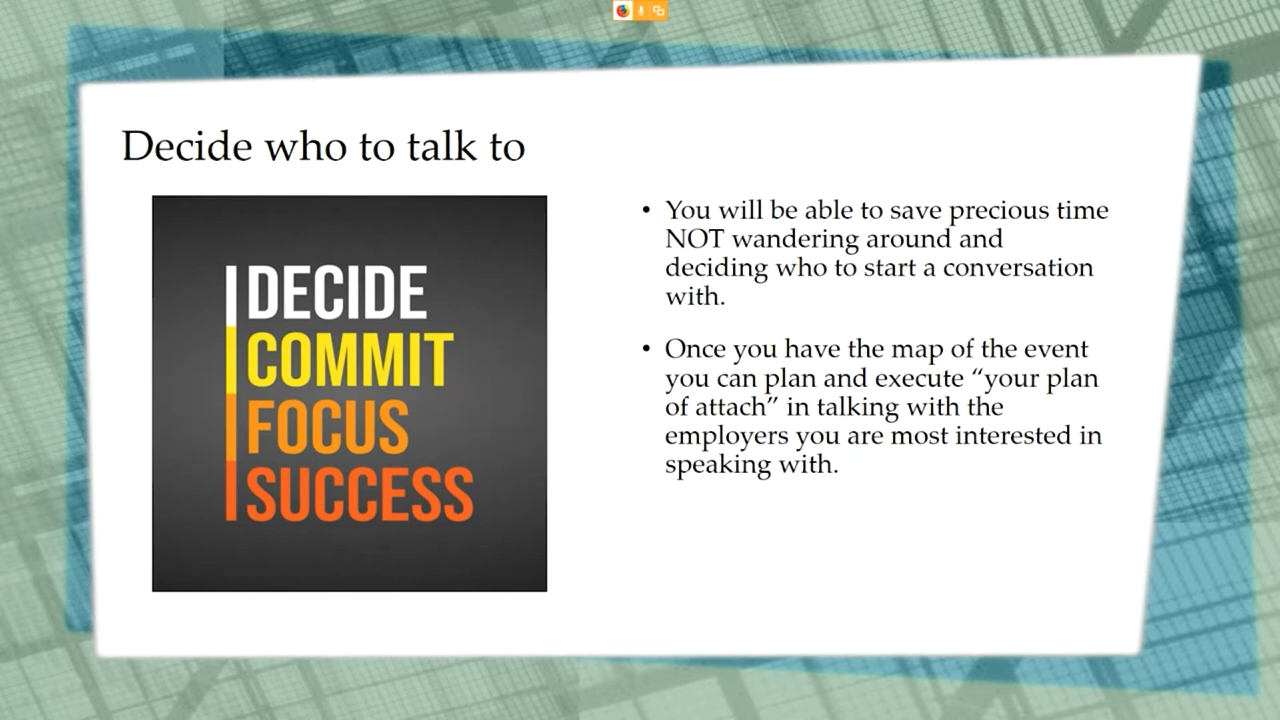 Decide who to talk to
DECIDE
COMMIT
FOCUS
SUCCESS
• You will be able to save precious time
NOT wandering around and
deciding who to start a conversation
with.
• Once you have the map of the event
you can plan and execute “your plan
of attach” in talking with the
employers you are most interested in
speaking with.